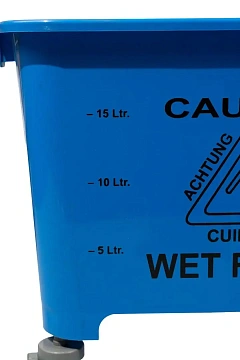 – 15 Ltr.
CAU
ACHTUNG
– 10 Ltr.
CUI
– 5 Ltr.
WET F